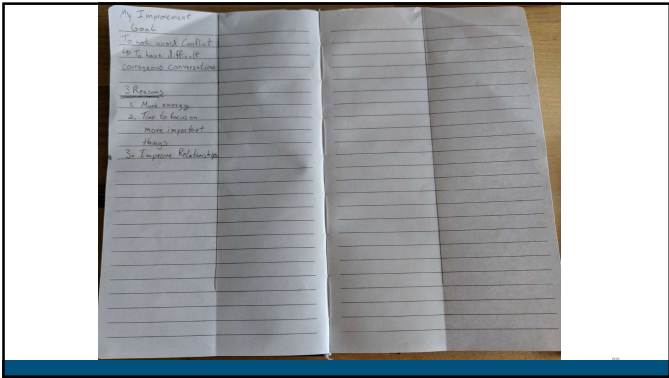 My Improvement
Goal
To not avoid Conflict
To have difficult
courageous conversations
3 Reasons
1. More energy
2. Time to focus on
more important
things
3. Improve Relationships